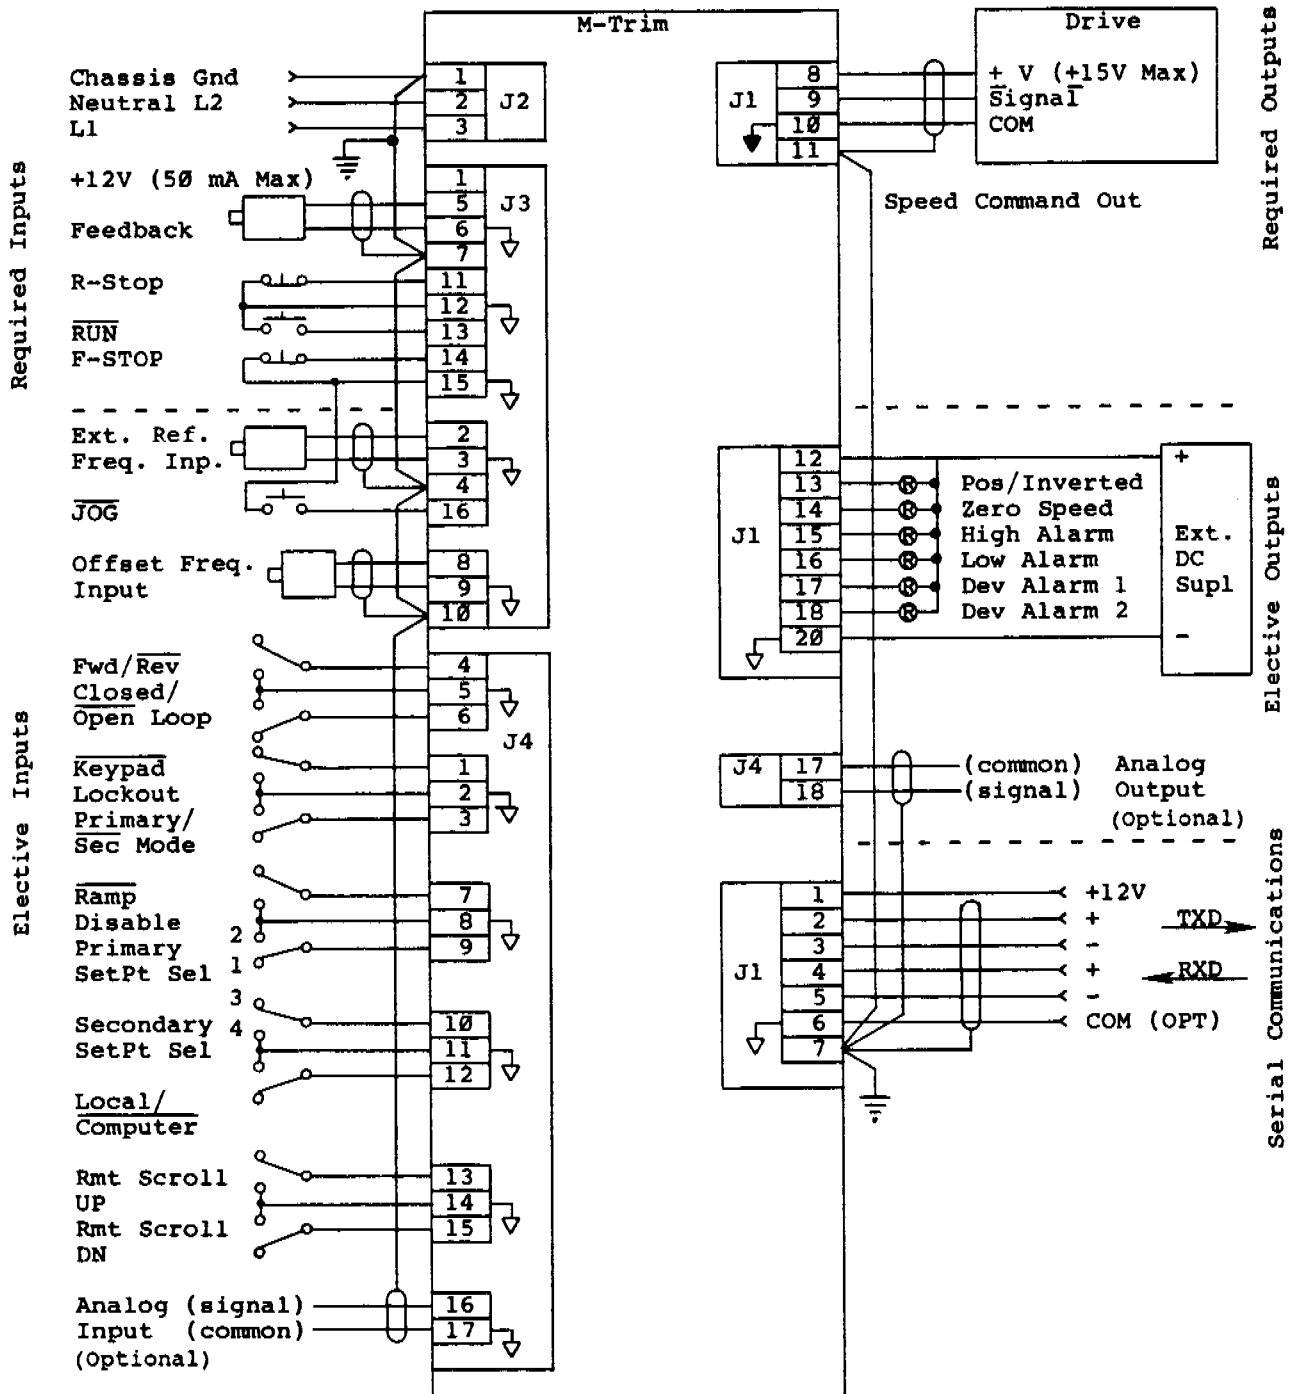 M-Trim
Drive
Required Inputs
Chassis Gnd 1
Neutral L2 2 J2
L1 3
+12V (50 mA Max) 1
5 J3
Feedback 6
7
R-Stop 11
12
RUN 13
F-STOP 14
15
Elective Inputs
Ext. Ref. 2
Freq. Inp. 3
4
JOG 16
Offset Freq. 8
Input 9
10
Fwd/Rev 4
Closed/ 5
Open Loop 6
J4
Keypad 1
Lockout 2
Primary/ 3
Sec Mode
Ramp 7
Disable 8
2
Primary 9
SetPt Sel 1
3
Secondary 4 10
SetPt Sel 11
12
Local/
Computer
Rmt Scroll 13
UP 14
Rmt Scroll 15
DN
Analog (signal) 16
Input (common) 17
(Optional)
Required Outputs
8 + V (+15V Max)
J1 9 Signal
10 COM
11
Speed Command Out
Elective Outputs
12 +
13 R Pos/Inverted
14 R Zero Speed
J1 15 R High Alarm Ext.
16 R Low Alarm DC
17 R Dev Alarm 1 Supl
18 R Dev Alarm 2
20 -
J4 17 (common) Analog
18 (signal) Output
(Optional)
Serial Communications
1 +12V
2 + TXD
3 -
J1 4 + RXD
5 -
6 COM (OPT)
7